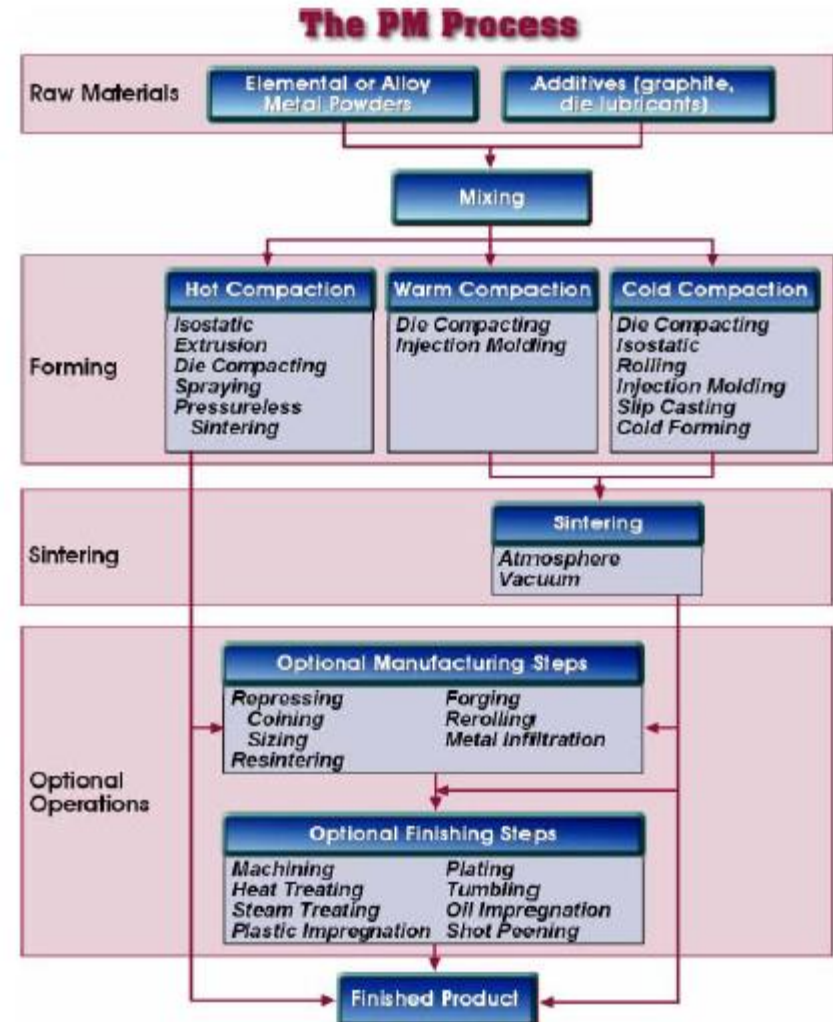 The PM Process
Raw Materials
Elemental or Alloy
Metal Powders
Additives (graphite,
die lubricants)
Mixing
Forming
Hot Compaction
Isostatic
Extrusion
Die Compacting
Spraying
Pressureless
Sintering
Warm Compaction
Die Compacting
Injection Molding
Cold Compaction
Die Compacting
Isostatic
Rolling
Injection Molding
Slip Casting
Cold Forming
Sintering
Sintering
Atmosphere
Vacuum
Optional
Operations
Optional Manufacturing Steps
Repressing
Coining
Sizing
Resintering
Forging
Rerolling
Metal Infiltration
Optional Finishing Steps
Machining
Heat Treating
Steam Treating
Plastic Impregnation
Plating
Tumbling
Oil Impregnation
Shot Peening
Finished Product